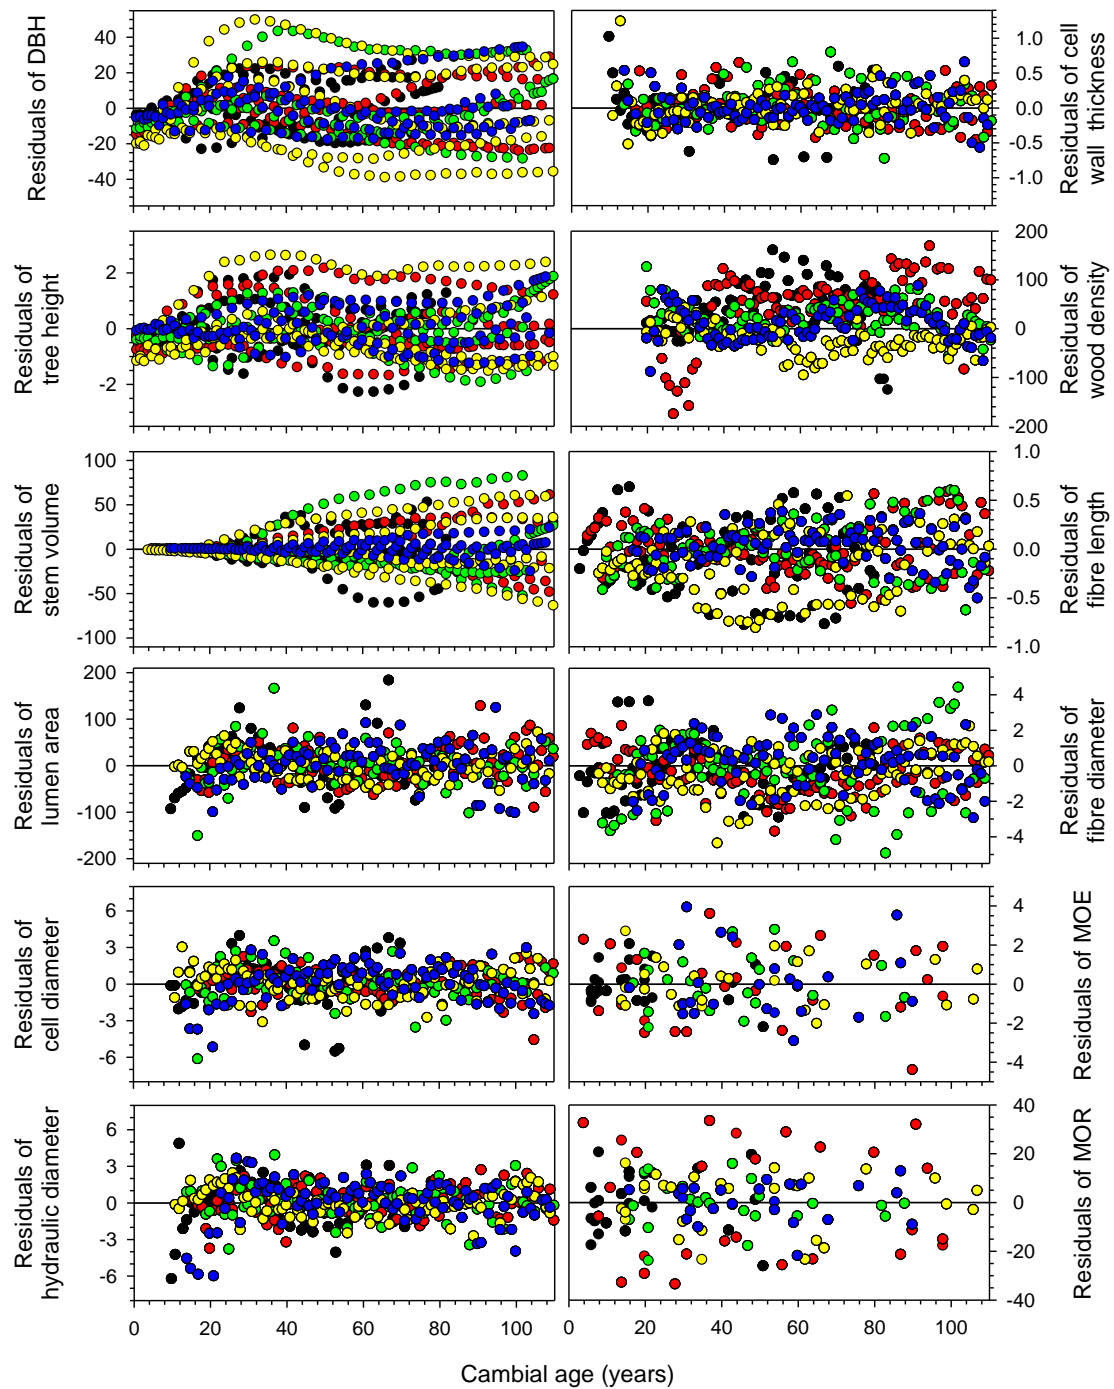 Residuals of DBH
40
20
0
-20
-40
1.0
0.5
0.0
-0.5
-1.0
Residuals of cell
wall thickness
Residuals of
tree height
2
0
-2
200
100
0
-100
-200
Residuals of
wood density
Residuals of
stem volume
100
50
0
-50
-100
1.0
0.5
0.0
-0.5
-1.0
Residuals of
fibre length
Residuals of
lumen area
200
100
0
-100
-200
4
2
0
-2
-4
Residuals of
fibre diameter
Residuals of
cell diameter
6
3
0
-3
-6
4
2
0
-2
-4
Residuals of MOE
Residuals of
hydraulic diameter
6
3
0
-3
-6
40
20
0
-20
-40
Residuals of MOR
0 20 40 60 80 100
0 20 40 60 80 100
Cambial age (years)